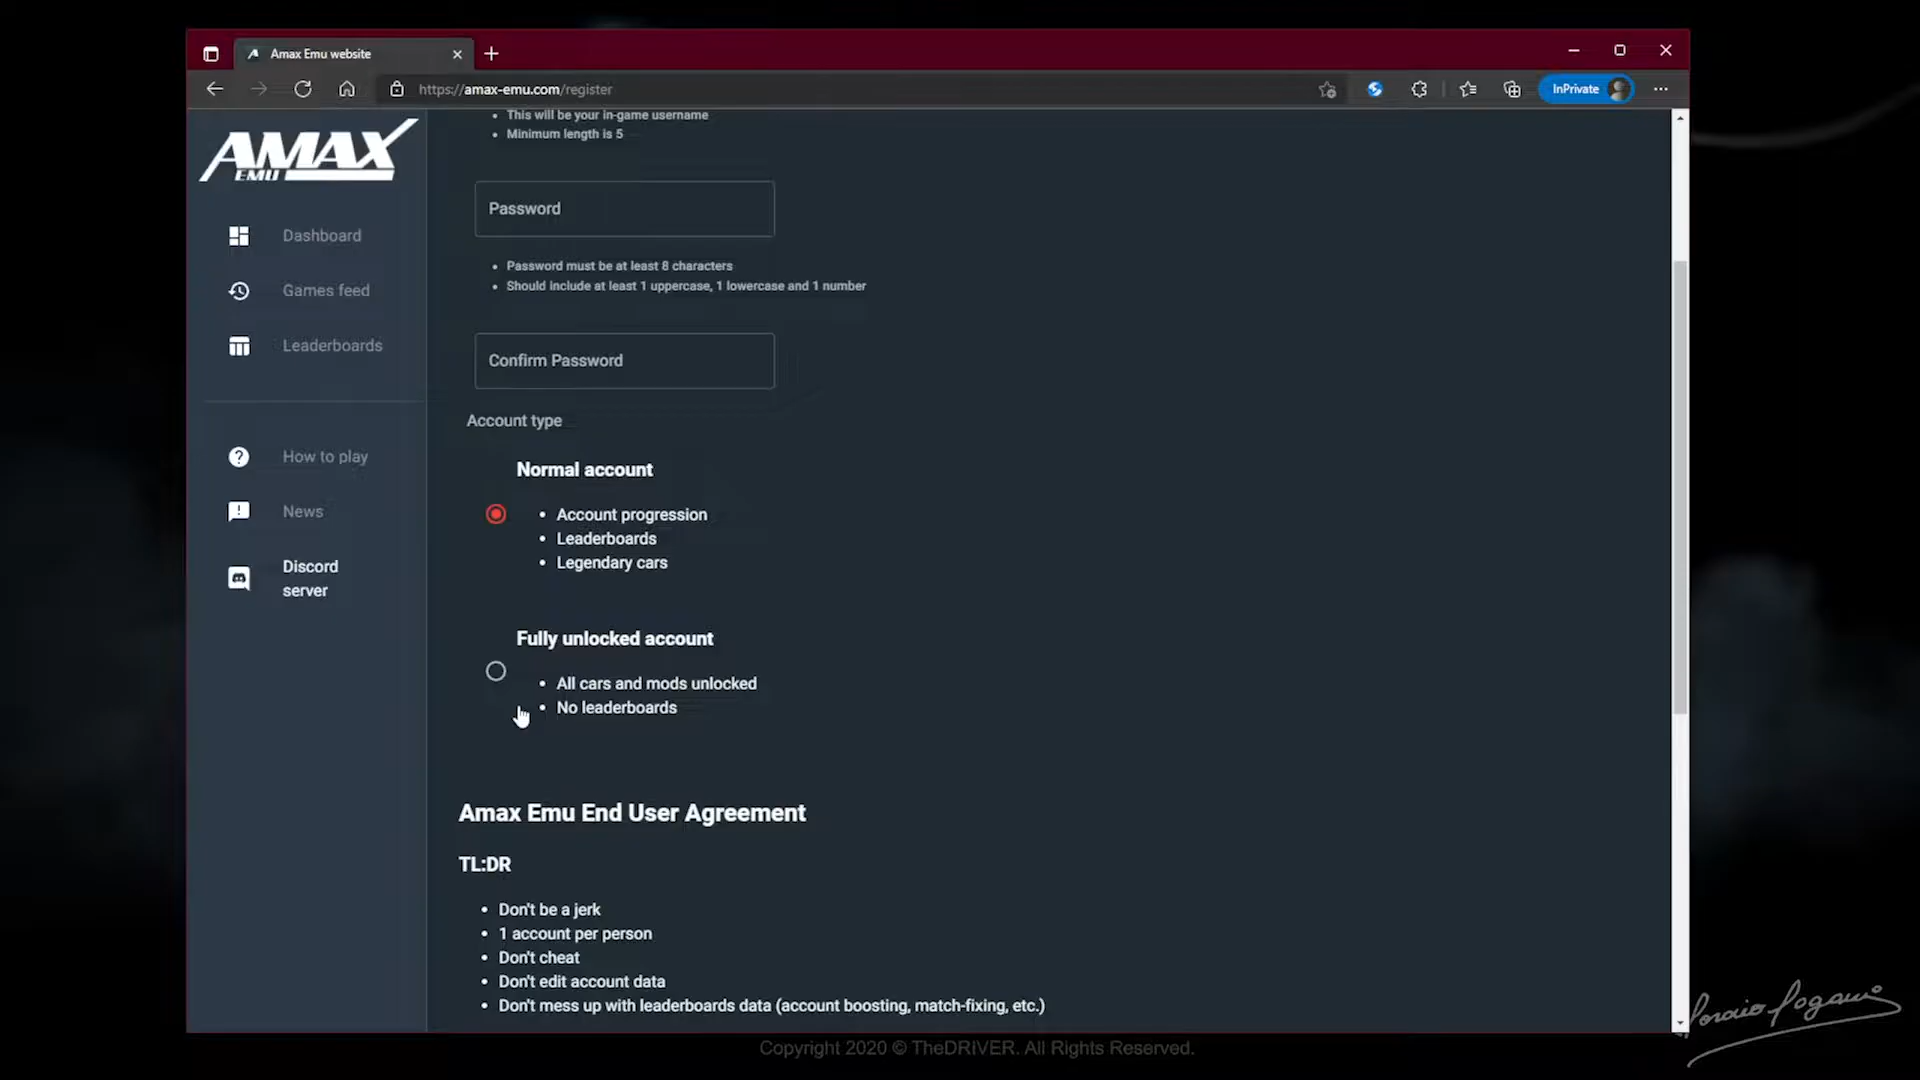 Amax Emu website
https://amax-emu.com/register
InPrivate
AMAX
EMU
Dashboard
Games feed
Leaderboards
How to play
News
Discord
server
This will be your in-game username
Minimum length is 5
Password
Password must be at least 8 characters
Should include at least 1 uppercase, 1 lowercase and 1 number
Confirm Password
Account type
Normal account
Account progression
Leaderboards
Legendary cars
Fully unlocked account
All cars and mods unlocked
No leaderboards
Amax Emu End User Agreement
TL:DR
Don't be a jerk
1 account per person
Don't cheat
Don't edit account data
Don't mess up with leaderboards data (account boosting, match-fixing, etc.)
Copyright 2020 © TheDRIVER. All Rights Reserved.